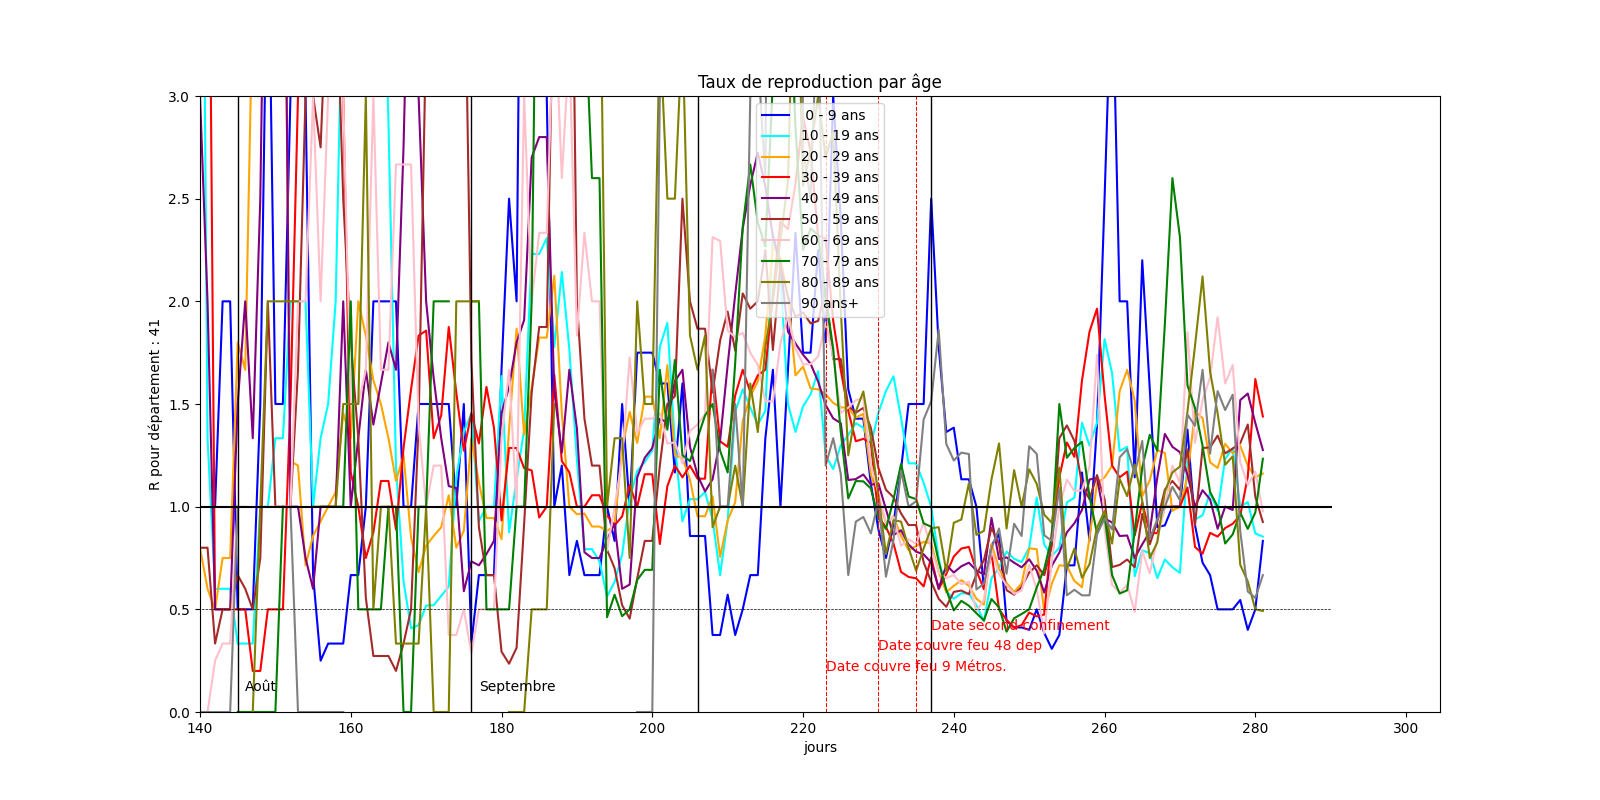 Taux de reproduction par âge
R pour département : 41
3.0
2.5
2.0
1.5
1.0
0.5
0.0
0 - 9 ans
10 - 19 ans
20 - 29 ans
30 - 39 ans
40 - 49 ans
50 - 59 ans
60 - 69 ans
70 - 79 ans
80 - 89 ans
90 ans+
Date second confinement
Date couvre feu 48 dep
Date couvre feu 9 Métros.
Août
Septembre
140 160 180 200 220 240 260 280 300
jours